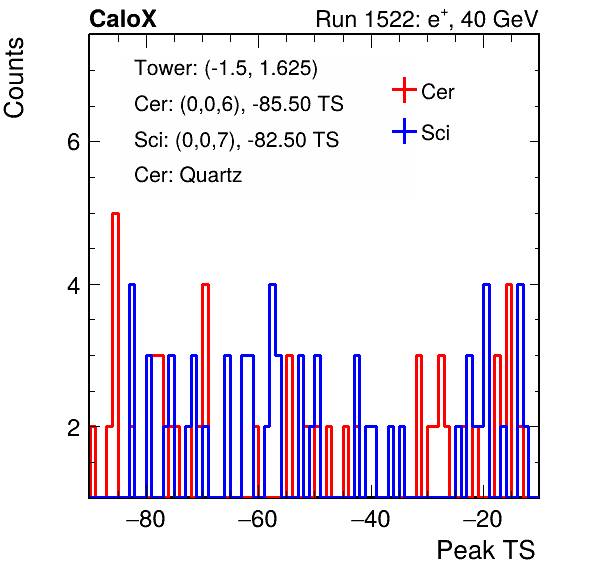 CaloX Run 1522: e⁺, 40 GeV
Counts
Tower: (-1.5, 1.625)
Cer: (0,0,6), -85.50 TS
Sci: (0,0,7), -82.50 TS
Cer: Quartz
Cer
Sci
6
4
2
−80 −60 −40 −20
Peak TS